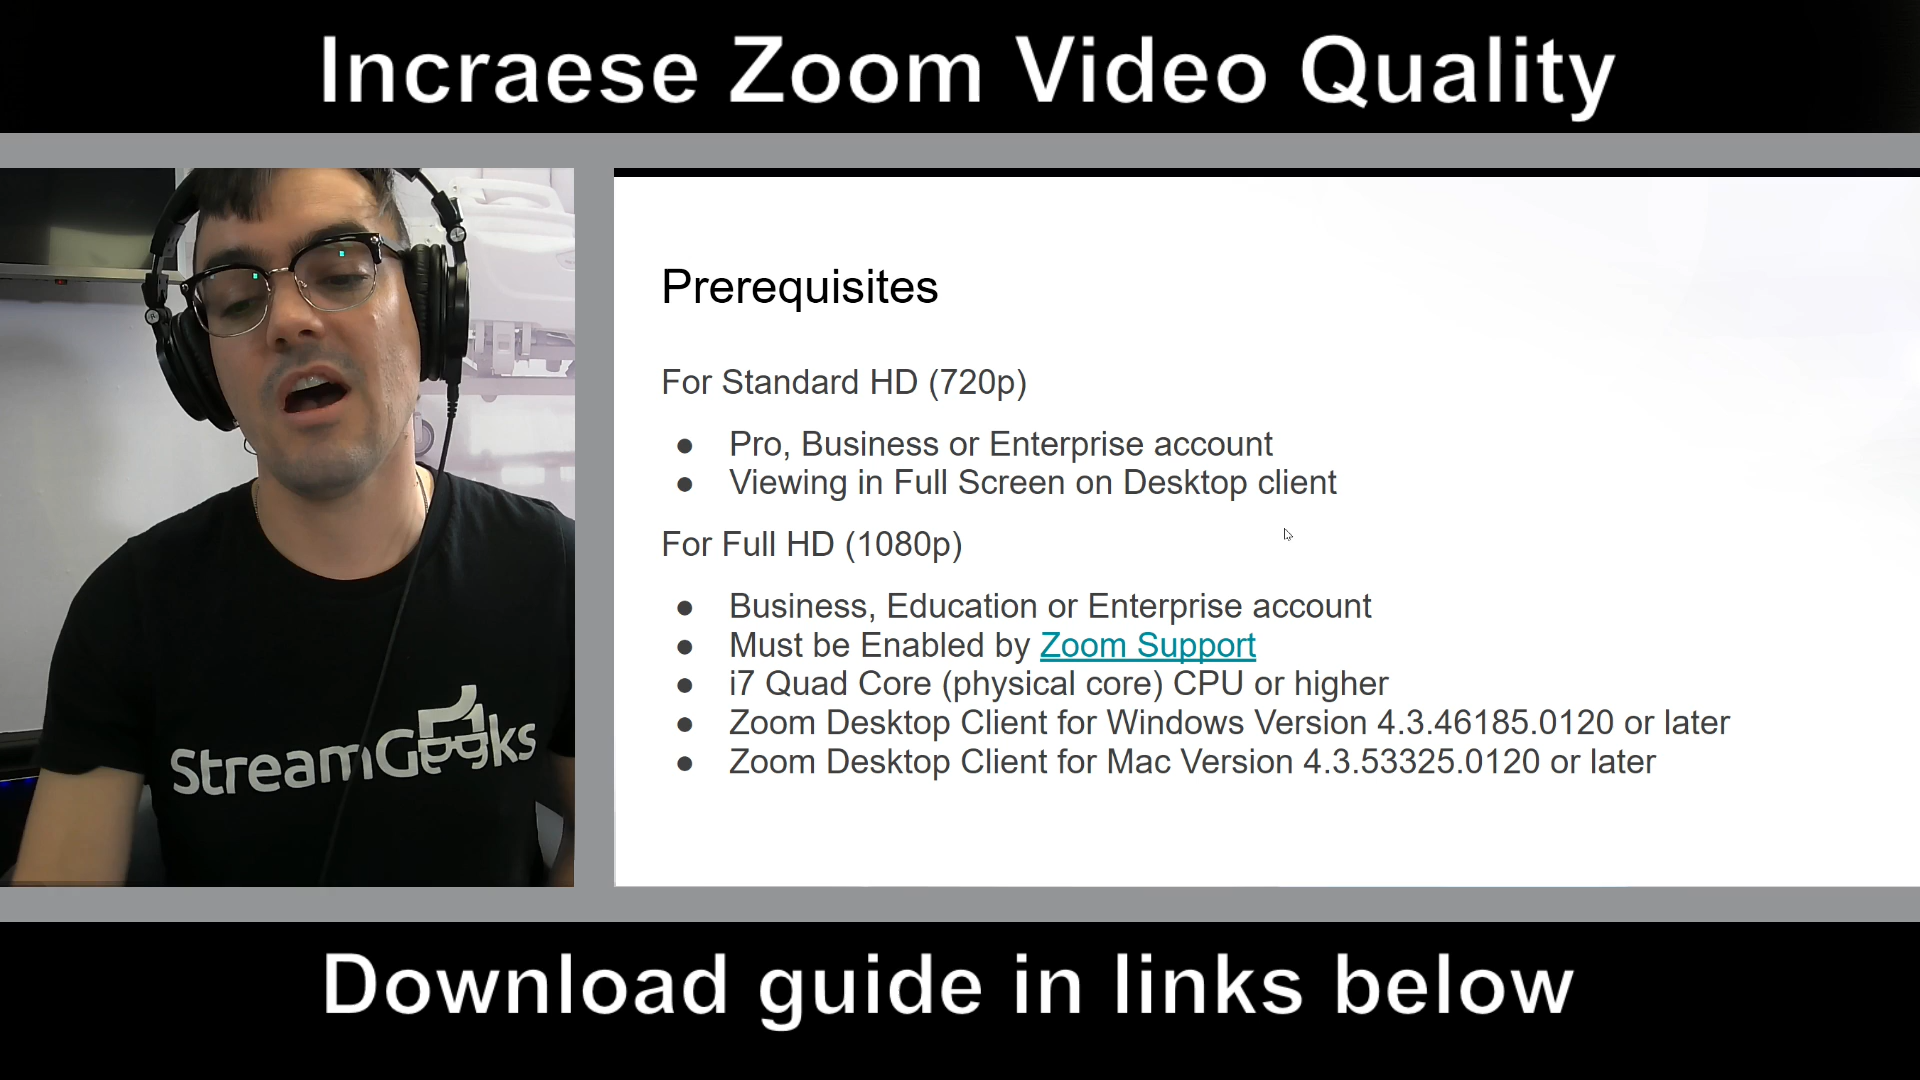 Incraese Zoom Video Quality
Prerequisites
For Standard HD (720p)
● Pro, Business or Enterprise account
● Viewing in Full Screen on Desktop client
For Full HD (1080p)
● Business, Education or Enterprise account
● Must be Enabled by Zoom Support
● i7 Quad Core (physical core) CPU or higher
● Zoom Desktop Client for Windows Version 4.3.46185.0120 or later
● Zoom Desktop Client for Mac Version 4.3.53325.0120 or later
StreamGeeks
Download guide in links below